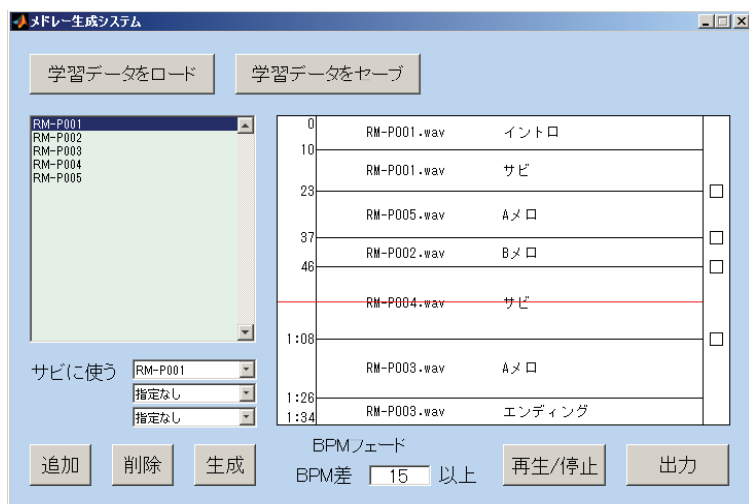 メドレー生成システム
学習データをロード
学習データをセーブ
RM-P001
RM-P002
RM-P003
RM-P004
RM-P005
0
RM-P001.wav イントロ
10
RM-P001.wav サビ
23
RM-P005.wav Aメロ
37
RM-P002.wav Bメロ
46
RM-P004.wav サビ
1:08
RM-P003.wav Aメロ
1:26
RM-P003.wav エンディング
1:34
サビに使う RM-P001
指定なし
指定なし
追加 削除 生成
BPMフェード
BPM差 15 以上
再生/停止
出力